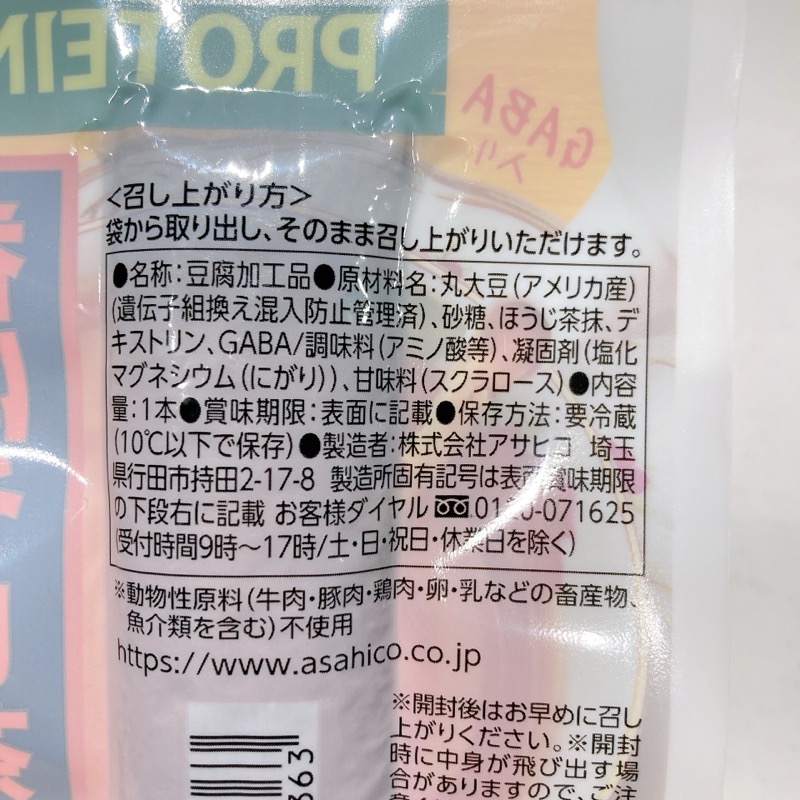 PROTEIN
GABA
入り
<召し上がり方>
袋から取り出し、そのまま召し上がりいただけます。
●名称:豆腐加工品●原材料名:丸大豆(アメリカ産)
(遺伝子組換え混入防止管理済)、砂糖、ほうじ茶抹、デ
キストリン、GABA/調味料(アミノ酸等)、凝固剤(塩化
マグネシウム(にがり))、甘味料(スクラロース)●内容
量:1本●賞味期限:表面に記載●保存方法:要冷蔵
(10℃以下で保存)●製造者:株式会社アサヒコ 埼玉
県行田市持田2-17-8 製造所固有記号は表面賞味期限
の下段右に記載 お客様ダイヤル 0120-071625
(受付時間9時〜17時/土・日・祝日・休業日を除く)
※動物性原料(牛肉・豚肉・鶏肉・卵・乳などの畜産物、
魚介類を含む)不使用
https://www.asahico.co.jp
※開封後はお早めに召し
上がりください。※開封
時に中身が飛び出す場
合がありますので、ご注
363